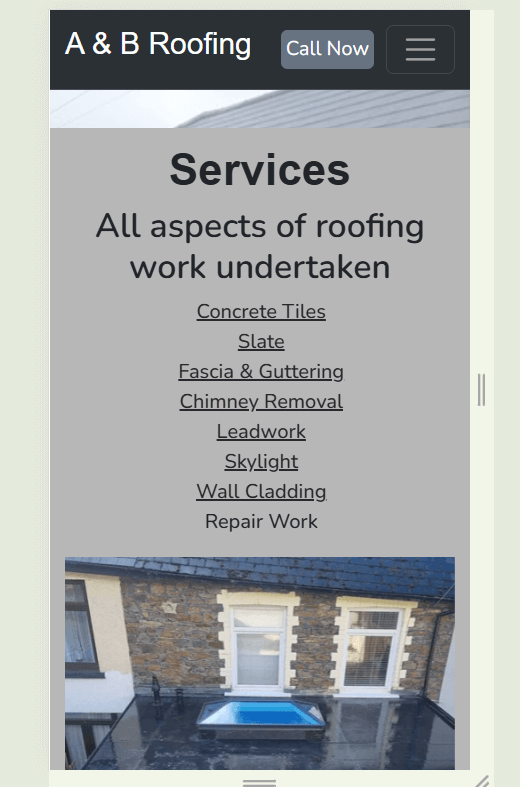 A & B Roofing
Call Now
Services
All aspects of roofing
work undertaken
Concrete Tiles
Slate
Fascia & Guttering
Chimney Removal
Leadwork
Skylight
Wall Cladding
Repair Work